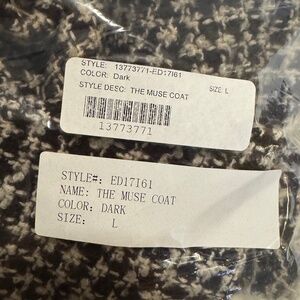 STYLE: 13773771-ED17I61
COLOR: Dark SIZE L
STYLE DESC: THE MUSE COAT
13773771
STYLE#: ED17I61
NAME: THE MUSE COAT
COLOR: DARK
SIZE: L